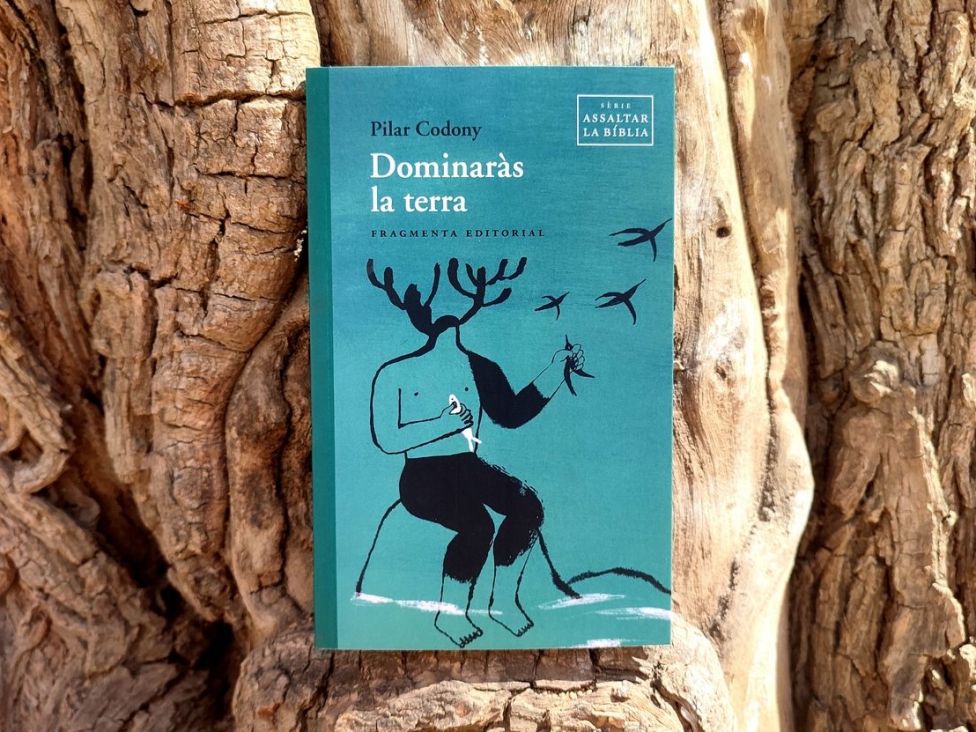 Pilar Codony
Dominaràs
la terra
FRAGMENTA EDITORIAL
SÈRIE
ASSALTAR
LA BÍBLIA